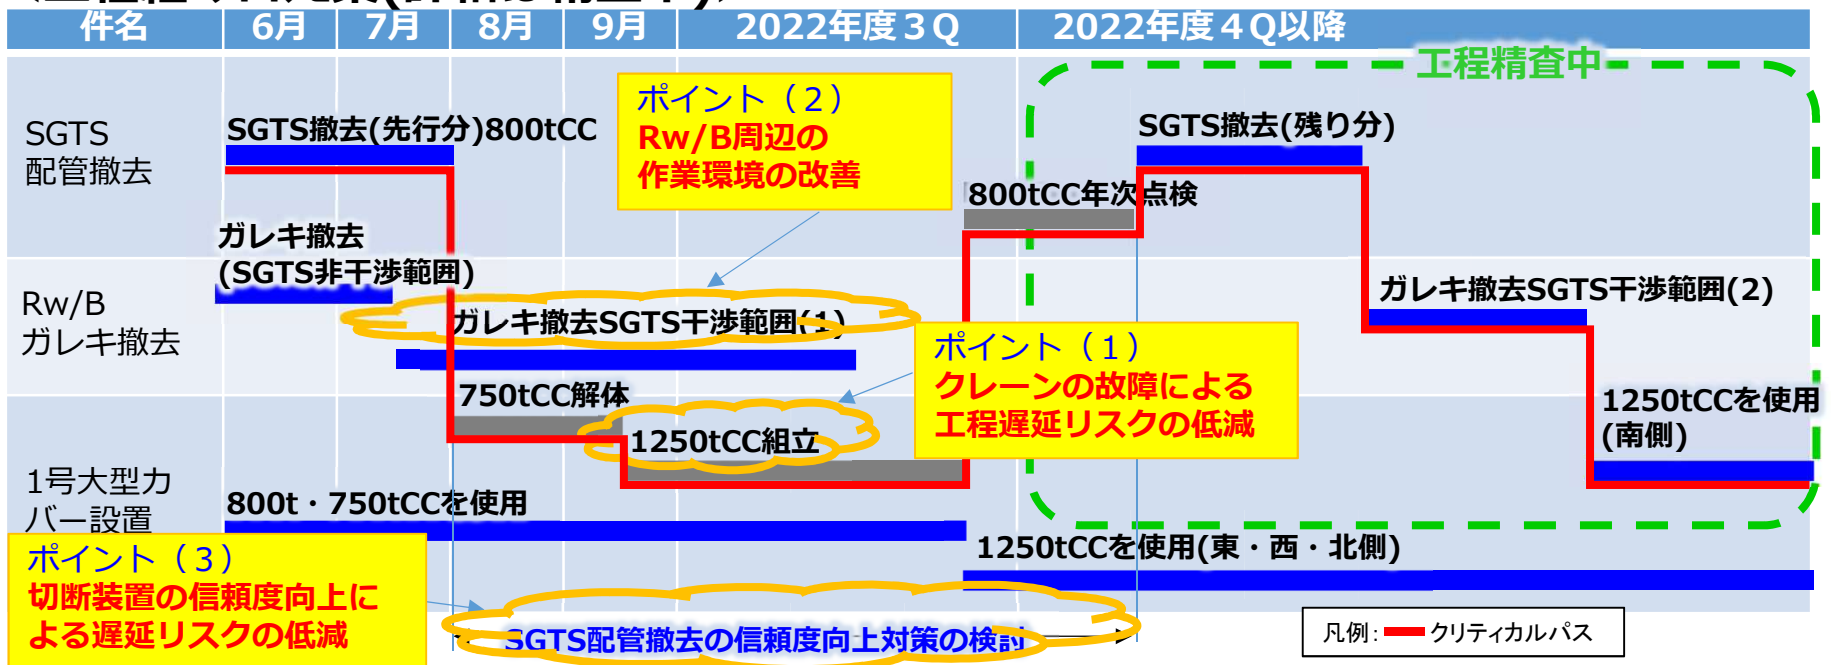 件名 6月 7月 8月 9月 2022年度３Q 2022年度４Q以降
工程精査中
SGTS
配管撤去
SGTS撤去(先行分)800tCC
ポイント（２）
Rw/B周辺の
作業環境の改善
SGTS撤去(残り分)
800tCC年次点検
ガレキ撤去
(SGTS非干渉範囲)
Rw/B
ガレキ撤去
ガレキ撤去SGTS干渉範囲(1)
ガレキ撤去SGTS干渉範囲(2)
ポイント（１）
クレーンの故障による
工程遅延リスクの低減
750tCC解体
1250tCC組立
1250tCCを使用
(南側)
1号大型カ
バー設置
800t・750tCCを使用
1250tCCを使用(東・西・北側)
ポイント（３）
切断装置の信頼度向上に
よる遅延リスクの低減
SGTS配管撤去の信頼度向上対策の検討
凡例: クリティカルパス